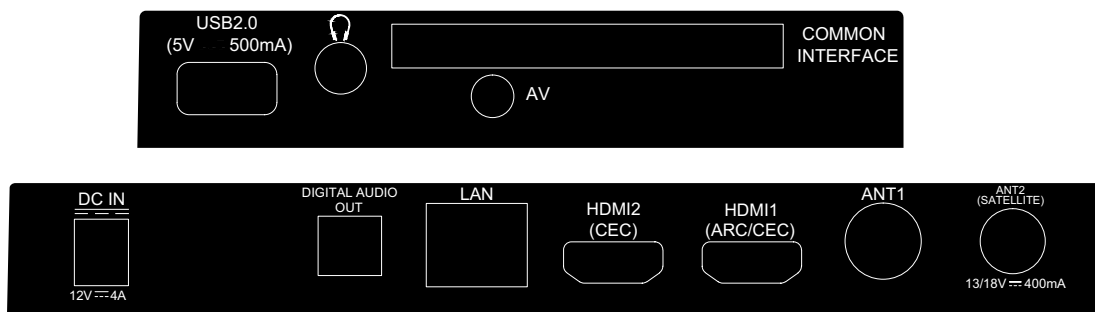 USB2.0
(5V ⎓ 500mA)
COMMON
INTERFACE
AV
DC IN
12V ⎓ 4A
DIGITAL AUDIO
OUT
LAN
HDMI2
(CEC)
HDMI1
(ARC/CEC)
ANT1
ANT2
(SATELLITE)
13/18V ⎓ 400mA